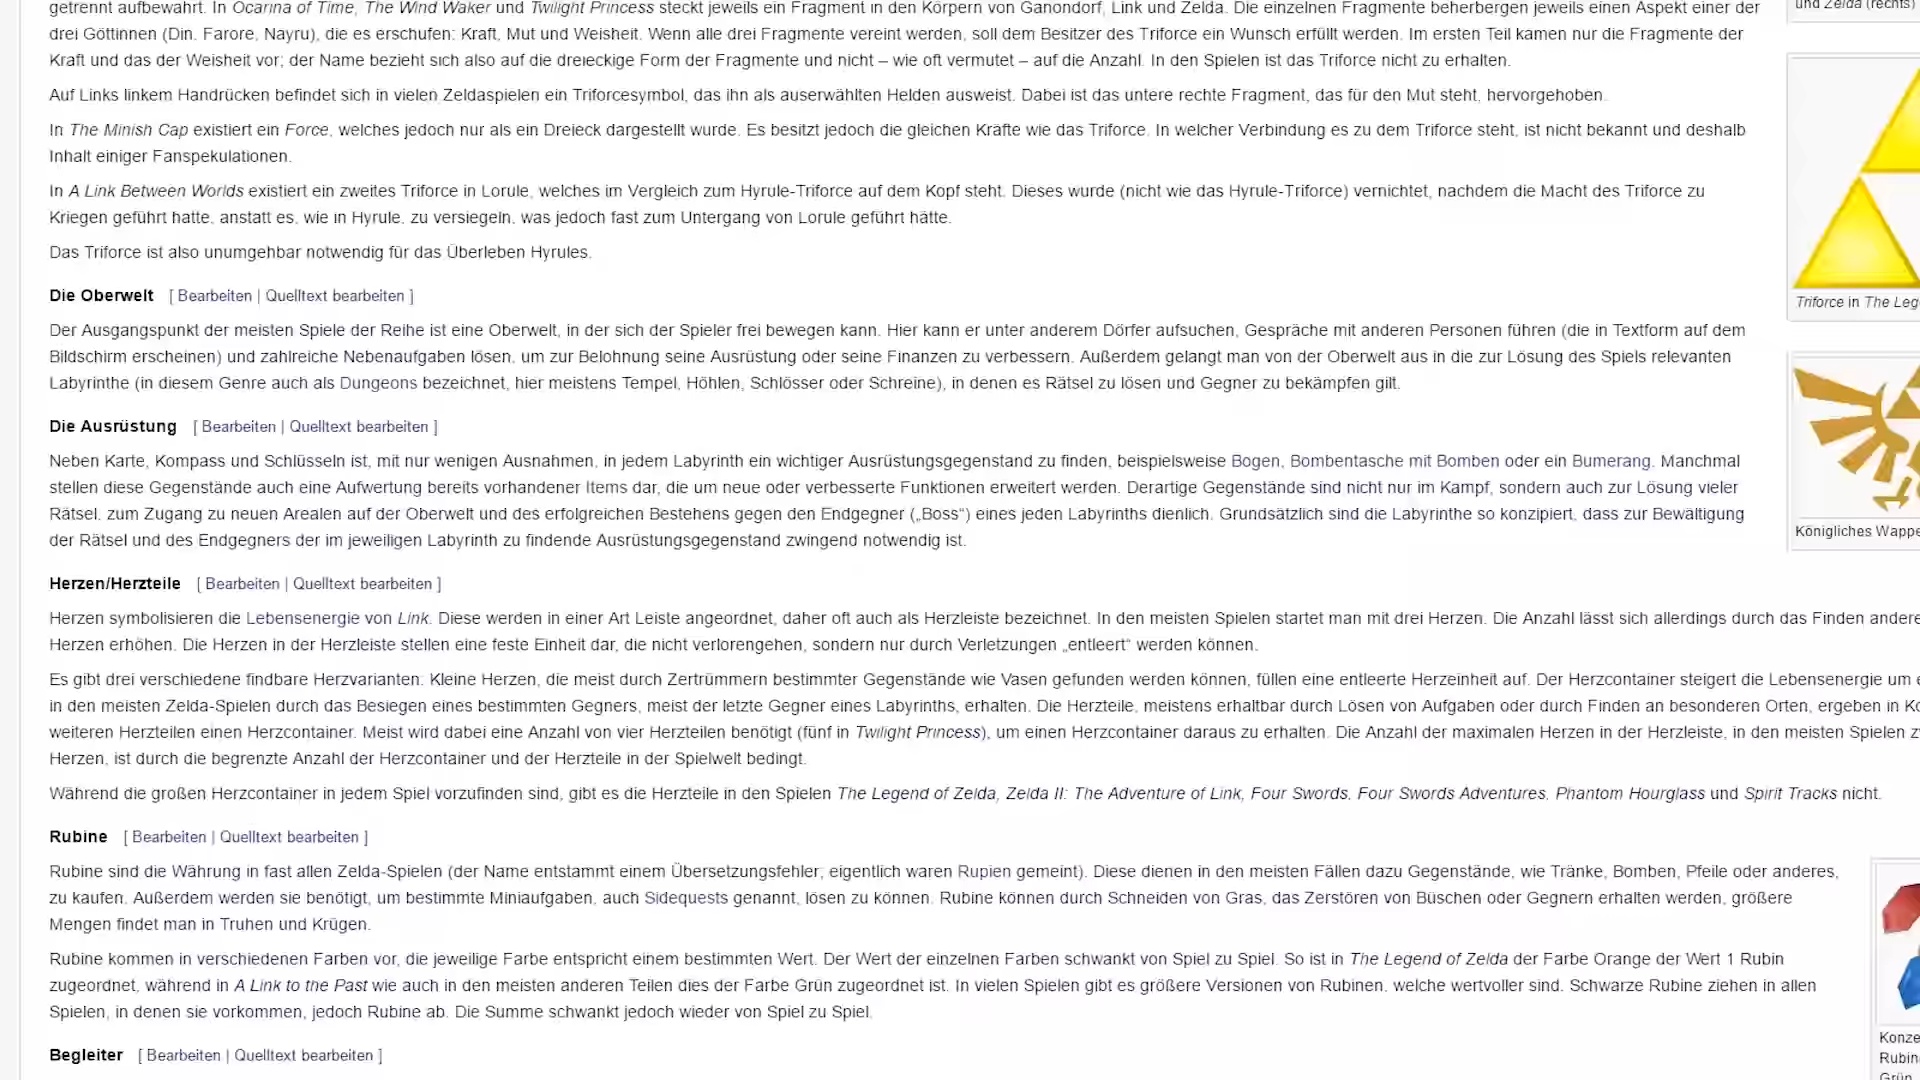 getrennt aufbewahrt. In Ocarina of Time, The Wind Waker und Twilight Princess steckt jeweils ein Fragment in den Körpern von Ganondorf, Link und Zelda. Die einzelnen Fragmente beherbergen jeweils einen Aspekt einer der
drei Göttinnen (Din, Farore, Nayru), die es erschufen: Kraft, Mut und Weisheit. Wenn alle drei Fragmente vereint werden, soll dem Besitzer des Triforce ein Wunsch erfüllt werden. Im ersten Teil kamen nur die Fragmente der
Kraft und das der Weisheit vor; der Name bezieht sich also auf die dreieckige Form der Fragmente und nicht – wie oft vermutet – auf die Anzahl. In den Spielen ist das Triforce nicht zu erhalten.
Auf Links linkem Handrücken befindet sich in vielen Zeldaspielen ein Triforcesymbol, das ihn als auserwählten Helden ausweist. Dabei ist das untere rechte Fragment, das für den Mut steht, hervorgehoben.
In The Minish Cap existiert ein Force, welches jedoch nur als ein Dreieck dargestellt wurde. Es besitzt jedoch die gleichen Kräfte wie das Triforce. In welcher Verbindung es zu dem Triforce steht, ist nicht bekannt und deshalb
Inhalt einiger Fanspekulationen.
In A Link Between Worlds existiert ein zweites Triforce in Lorule, welches im Vergleich zum Hyrule-Triforce auf dem Kopf steht. Dieses wurde (nicht wie das Hyrule-Triforce) vernichtet, nachdem die Macht des Triforce zu
Kriegen geführt hatte, anstatt es, wie in Hyrule, zu versiegeln, was jedoch fast zum Untergang von Lorule geführt hätte.
Das Triforce ist also unumgehbar notwendig für das Überleben Hyrules.
Die Oberwelt [ Bearbeiten | Quelltext bearbeiten ]
Der Ausgangspunkt der meisten Spiele der Reihe ist eine Oberwelt, in der sich der Spieler frei bewegen kann. Hier kann er unter anderem Dörfer aufsuchen, Gespräche mit anderen Personen führen (die in Textform auf dem
Bildschirm erscheinen) und zahlreiche Nebenaufgaben lösen, um zur Belohnung seine Ausrüstung oder seine Finanzen zu verbessern. Außerdem gelangt man von der Oberwelt aus in die zur Lösung des Spiels relevanten
Labyrinthe (in diesem Genre auch als Dungeons bezeichnet, hier meistens Tempel, Höhlen, Schlösser oder Schreine), in denen es Rätsel zu lösen und Gegner zu bekämpfen gilt.
Die Ausrüstung [ Bearbeiten | Quelltext bearbeiten ]
Neben Karte, Kompass und Schlüsseln ist, mit nur wenigen Ausnahmen, in jedem Labyrinth ein wichtiger Ausrüstungsgegenstand zu finden, beispielsweise Bogen, Bombentasche mit Bomben oder ein Bumerang. Manchmal
stellen diese Gegenstände auch eine Aufwertung bereits vorhandener Items dar, die um neue oder verbesserte Funktionen erweitert werden. Derartige Gegenstände sind nicht nur im Kampf, sondern auch zur Lösung vieler
Rätsel, zum Zugang zu neuen Arealen auf der Oberwelt und des erfolgreichen Bestehens gegen den Endgegner („Boss“) eines jeden Labyrinths dienlich. Grundsätzlich sind die Labyrinthe so konzipiert, dass zur Bewältigung
der Rätsel und des Endgegners der im jeweiligen Labyrinth zu findende Ausrüstungsgegenstand zwingend notwendig ist.
Herzen/Herzteile [ Bearbeiten | Quelltext bearbeiten ]
Herzen symbolisieren die Lebensenergie von Link. Diese werden in einer Art Leiste angeordnet, daher oft auch als Herzleiste bezeichnet. In den meisten Spielen startet man mit drei Herzen. Die Anzahl lässt sich allerdings durch das Finden andere
Herzen erhöhen. Die Herzen in der Herzleiste stellen eine feste Einheit dar, die nicht verlorengehen, sondern nur durch Verletzungen „entleert“ werden können.
Es gibt drei verschiedene findbare Herzvarianten: Kleine Herzen, die meist durch Zertrümmern bestimmter Gegenstände wie Vasen gefunden werden können, füllen eine entleerte Herzeinheit auf. Der Herzcontainer steigert die Lebensenergie um
in den meisten Zelda-Spielen durch das Besiegen eines bestimmten Gegners, meist der letzte Gegner eines Labyrinths, erhalten. Die Herzteile, meistens erhaltbar durch Lösen von Aufgaben oder durch Finden an besonderen Orten, ergeben in
weiteren Herzteilen einen Herzcontainer. Meist wird dabei eine Anzahl von vier Herzteilen benötigt (fünf in Twilight Princess), um einen Herzcontainer daraus zu erhalten. Die Anzahl der maximalen Herzen in der Herzleiste, in den meisten Spielen
Herzen, ist durch die begrenzte Anzahl der Herzcontainer und der Herzteile in der Spielwelt bedingt.
Während die großen Herzcontainer in jedem Spiel vorzufinden sind, gibt es die Herzteile in den Spielen The Legend of Zelda, Zelda II: The Adventure of Link, Four Swords, Four Swords Adventures, Phantom Hourglass und Spirit Tracks nicht.
Rubine [ Bearbeiten | Quelltext bearbeiten ]
Rubine sind die Währung in fast allen Zelda-Spielen (der Name entstammt einem Übersetzungsfehler, eigentlich waren Rupien gemeint). Diese dienen in den meisten Fällen dazu Gegenstände, wie Tränke, Bomben, Pfeile oder anderes,
zu kaufen. Außerdem werden sie benötigt, um bestimmte Miniaufgaben, auch Sidequests genannt, lösen zu können. Rubine können durch Schneiden von Gras, das Zerstören von Büschen oder Gegnern erhalten werden, größere
Mengen findet man in Truhen und Krügen.
Rubine kommen in verschiedenen Farben vor, die jeweilige Farbe entspricht einem bestimmten Wert. Der Wert der einzelnen Farben schwankt von Spiel zu Spiel. So ist in The Legend of Zelda der Farbe Orange der Wert 1 Rubin
zugeordnet, während in A Link to the Past wie auch in den meisten anderen Teilen dies der Farbe Grün zugeordnet ist. In vielen Spielen gibt es größere Versionen von Rubinen, welche wertvoller sind. Schwarze Rubine ziehen in allen
Spielen, in denen sie vorkommen, jedoch Rubine ab. Die Summe schwankt jedoch wieder von Spiel zu Spiel.
Begleiter [ Bearbeiten | Quelltext bearbeiten ]
und Zelda (rechts)
Triforce in The Leg
Königliches Wappe
Konze
Rubin
Grün